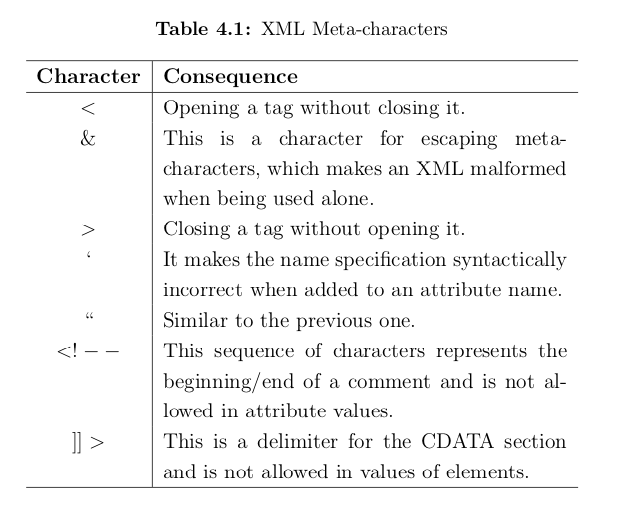 Table 4.1: XML Meta-characters
Character Consequence
< Opening a tag without closing it.
& This is a character for escaping meta-
characters, which makes an XML malformed
when being used alone.
> Closing a tag without opening it.
‘ It makes the name specification syntactically
incorrect when added to an attribute name.
“ Similar to the previous one.
<! − − This sequence of characters represents the
beginning/end of a comment and is not al-
lowed in attribute values.
]] > This is a delimiter for the CDATA section
and is not allowed in values of elements.